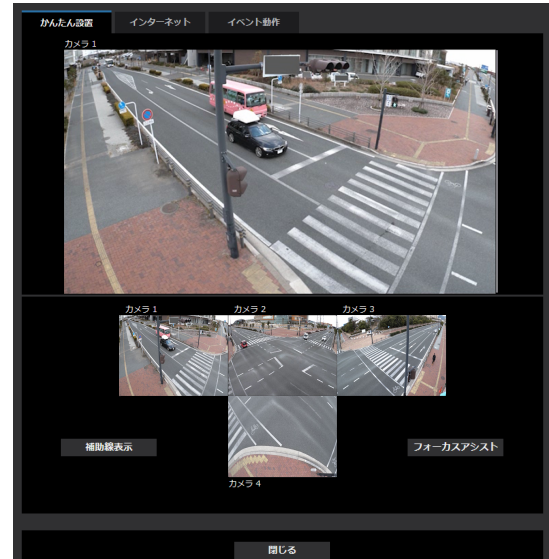 かんたん設置
インターネット
イベント動作
カメラ 1
カメラ 1
カメラ 2
カメラ 3
補助線表示
フォーカスアシスト
カメラ 4
閉じる